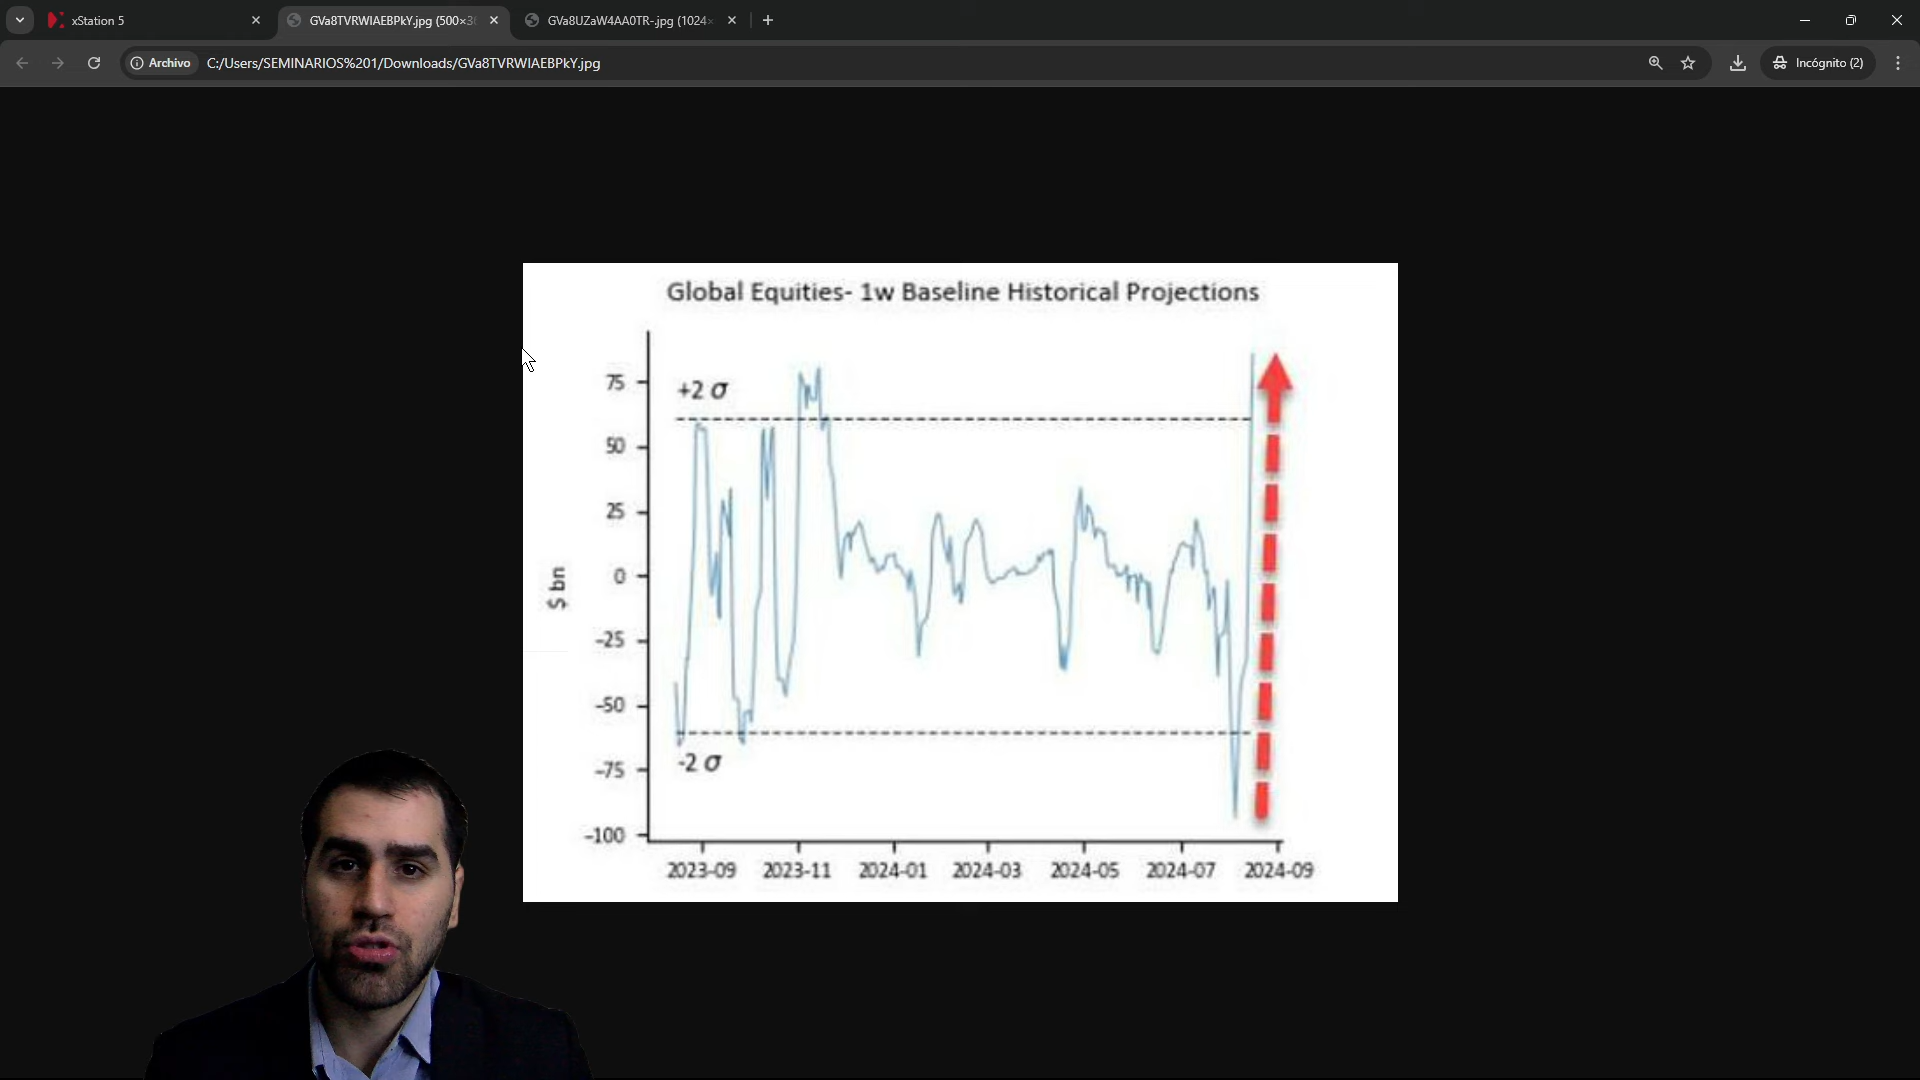 xStation 5
GVa8TVRWIAEBPkY.jpg (500×3
GVa8UZaW4AA0TR-.jpg (1024×
Archivo
C:/Users/SEMINARIOS%201/Downloads/GVa8TVRWIAEBPkY.jpg
Incógnito (2)
Global Equities- 1w Baseline Historical Projections
75
+2 σ
50
25
0
$ bn
-25
-50
-2 σ
-75
-100
2023-09 2023-11 2024-01 2024-03 2024-05 2024-07 2024-09